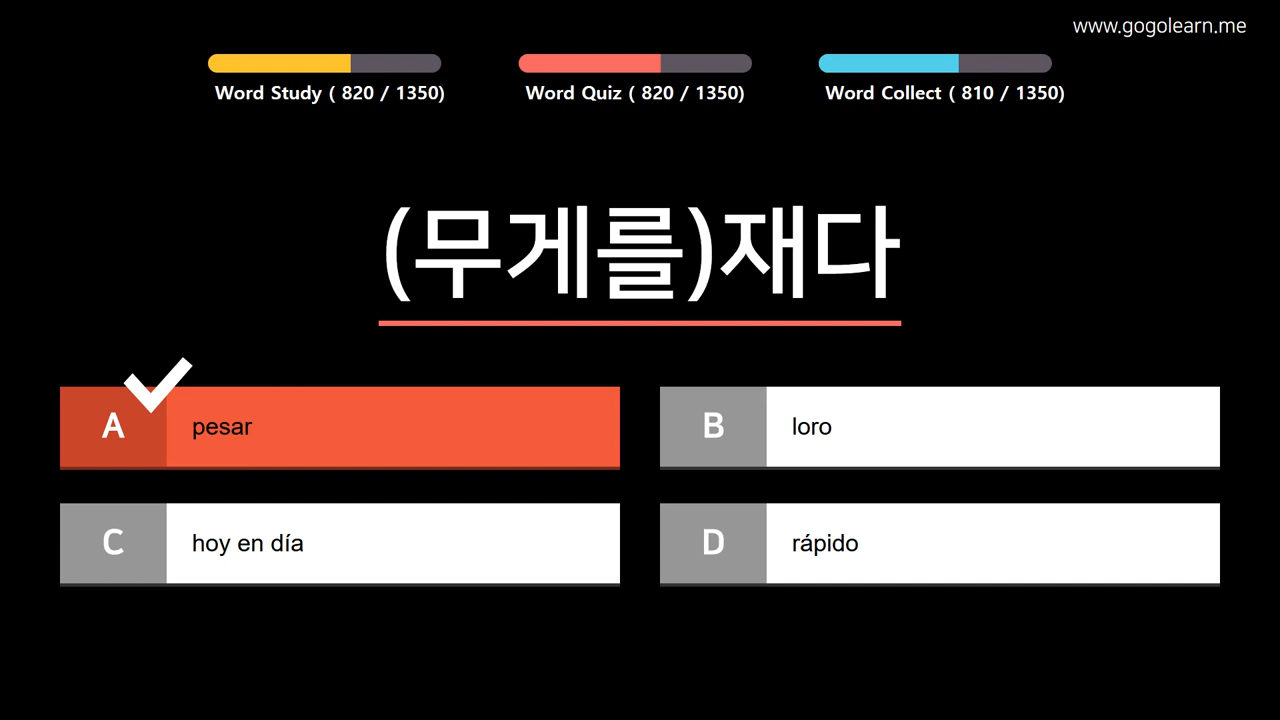 www.gogolearn.me
Word Study ( 820 / 1350)
Word Quiz ( 820 / 1350)
Word Collect ( 810 / 1350)
(무게를)재다
A pesar
B loro
C hoy en día
D rápido